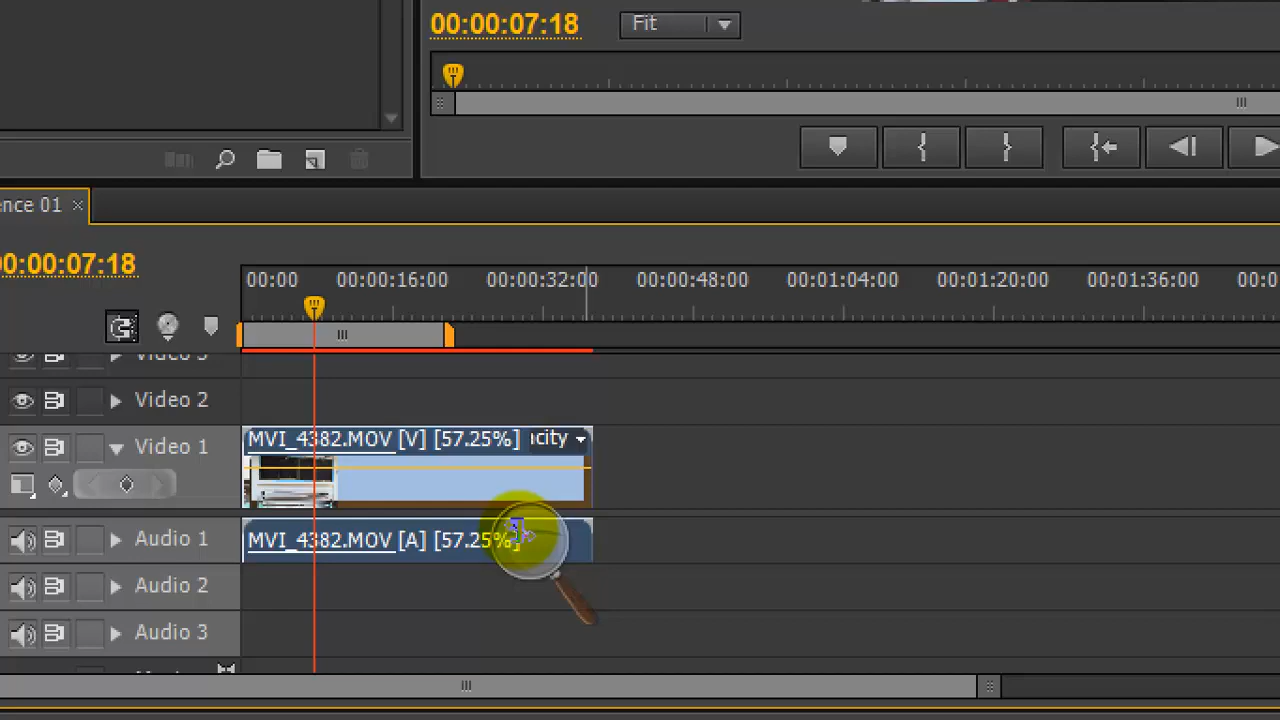 00:00:07:18 Fit
ence 01 ×
0:00:07:18
00:00 00:00:16:00 00:00:32:00 00:00:48:00 00:01:04:00 00:01:20:00 00:01:36:00 00:0
Video 3
Video 2
Video 1 MVI_4382.MOV [V] [57.25%] acity
Audio 1 MVI_4382.MOV [A] [57.25%]
Audio 2
Audio 3